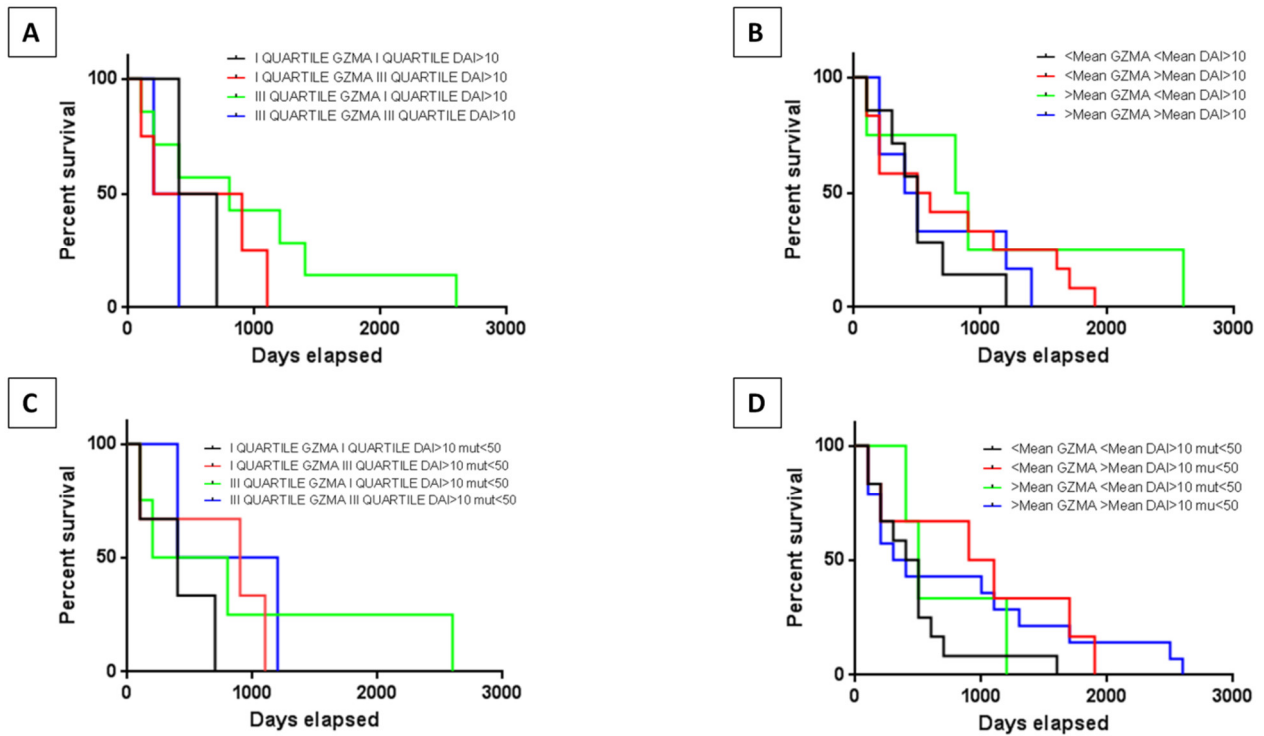 A
I QUARTILE GZMA I QUARTILE DAI>10
I QUARTILE GZMA III QUARTILE DAI>10
III QUARTILE GZMA I QUARTILE DAI>10
III QUARTILE GZMA III QUARTILE DAI>10
Percent survival
100
50
0
0 1000 2000 3000
Days elapsed
B
<Mean GZMA <Mean DAI>10
<Mean GZMA >Mean DAI>10
>Mean GZMA <Mean DAI>10
>Mean GZMA >Mean DAI>10
Percent survival
100
50
0
0 1000 2000 3000
Days elapsed
C
I QUARTILE GZMA I QUARTILE DAI>10 mut<50
I QUARTILE GZMA III QUARTILE DAI>10 mut<50
III QUARTILE GZMA I QUARTILE DAI>10 mut<50
III QUARTILE GZMA III QUARTILE DAI>10 mut<50
Percent survival
100
50
0
0 1000 2000 3000
Days elapsed
D
<Mean GZMA <Mean DAI>10 mut<50
<Mean GZMA >Mean DAI>10 mu<50
>Mean GZMA <Mean DAI>10 mut<50
>Mean GZMA >Mean DAI>10 mu<50
Percent survival
100
50
0
0 1000 2000 3000
Days elapsed